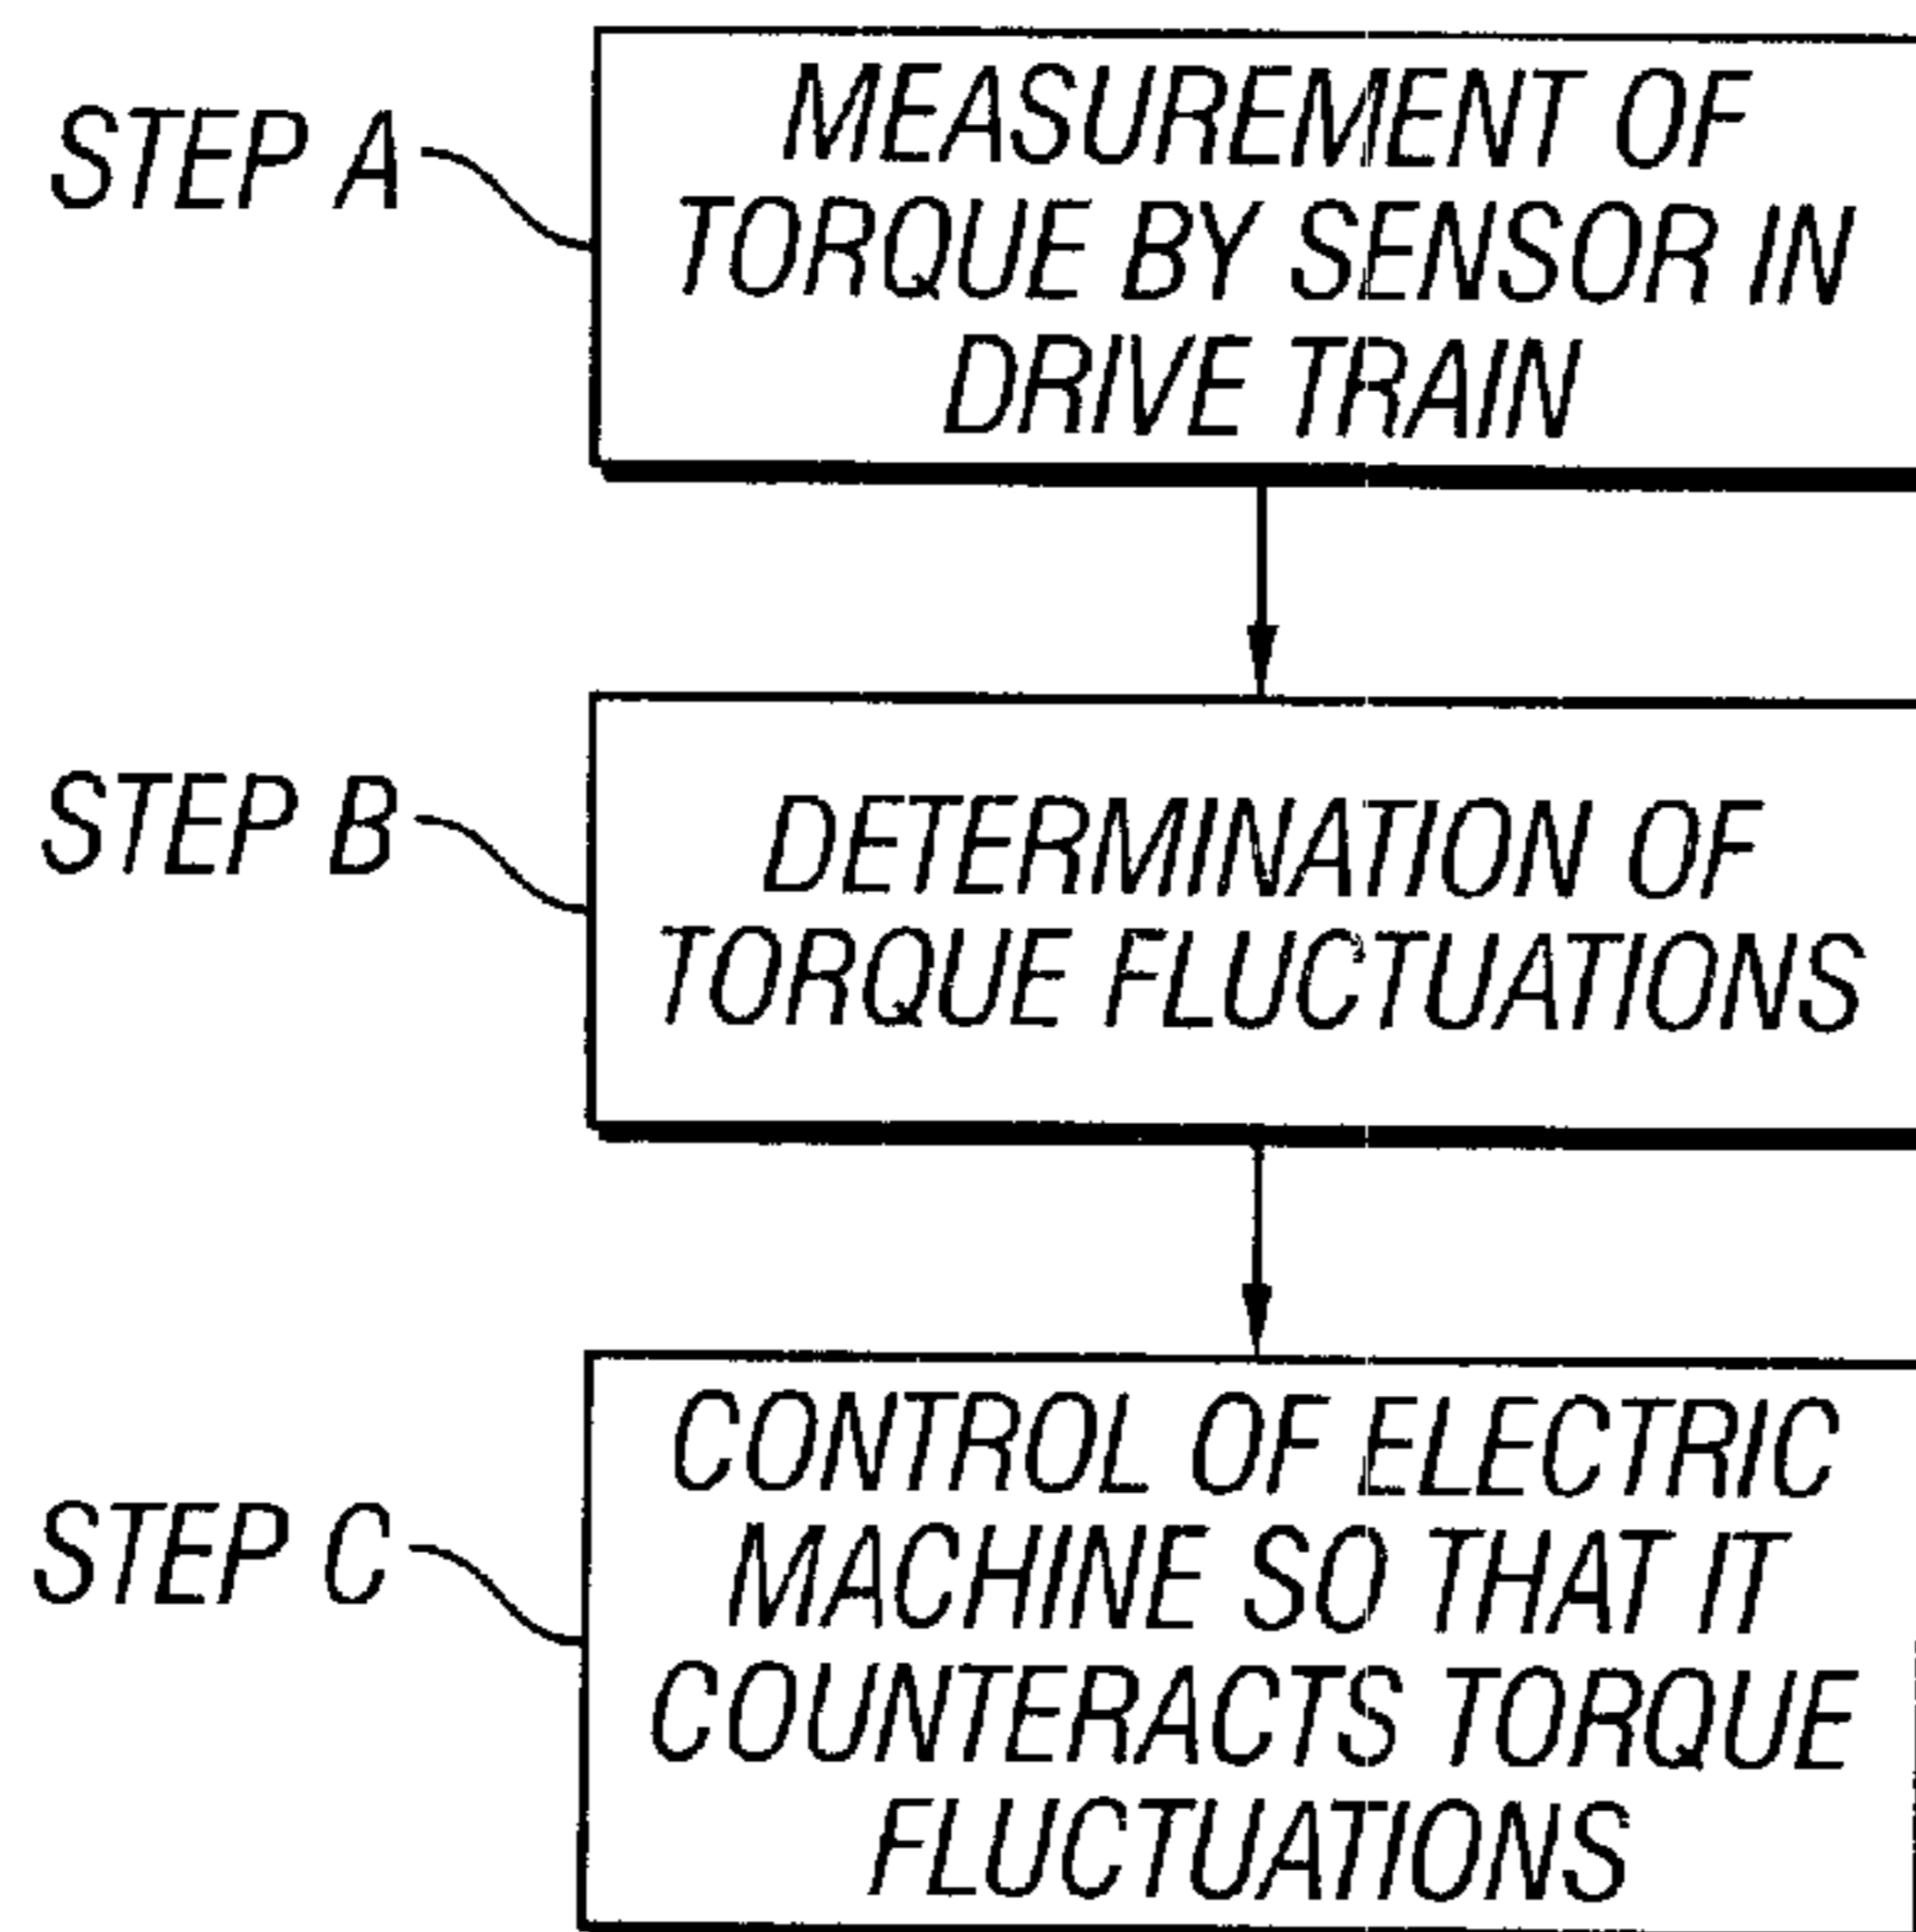 STEP A
MEASUREMENT OF
TORQUE BY SENSOR IN
DRIVE TRAIN
STEP B
DETERMINATION OF
TORQUE FLUCTUATIONS
STEP C
CONTROL OF ELECTRIC
MACHINE SO THAT IT
COUNTERACTS TORQUE
FLUCTUATIONS